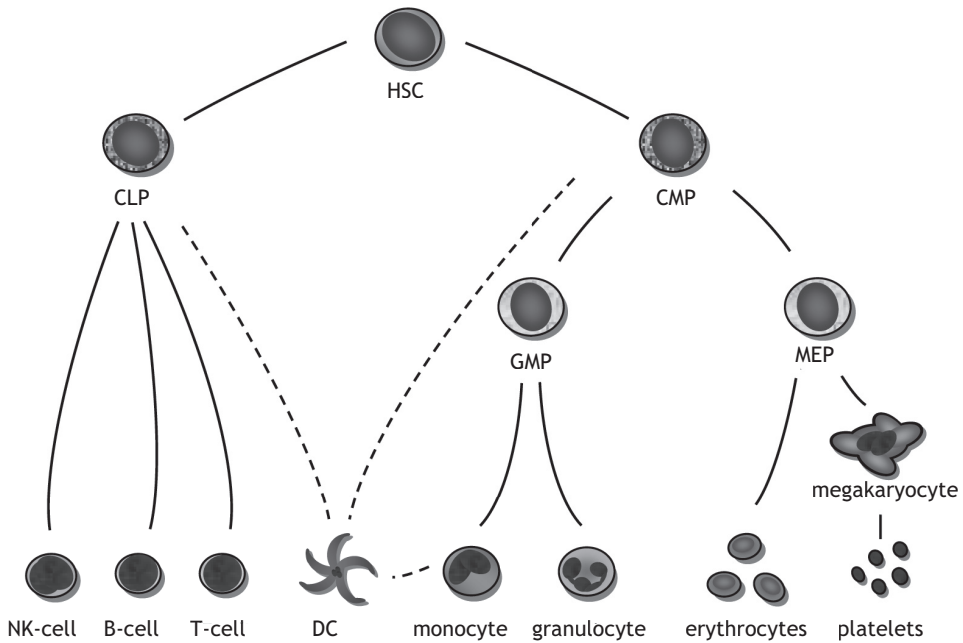 HSC
CLP
CMP
GMP
MEP
megakaryocyte
NK-cell
B-cell
T-cell
DC
monocyte
granulocyte
erythrocytes
platelets